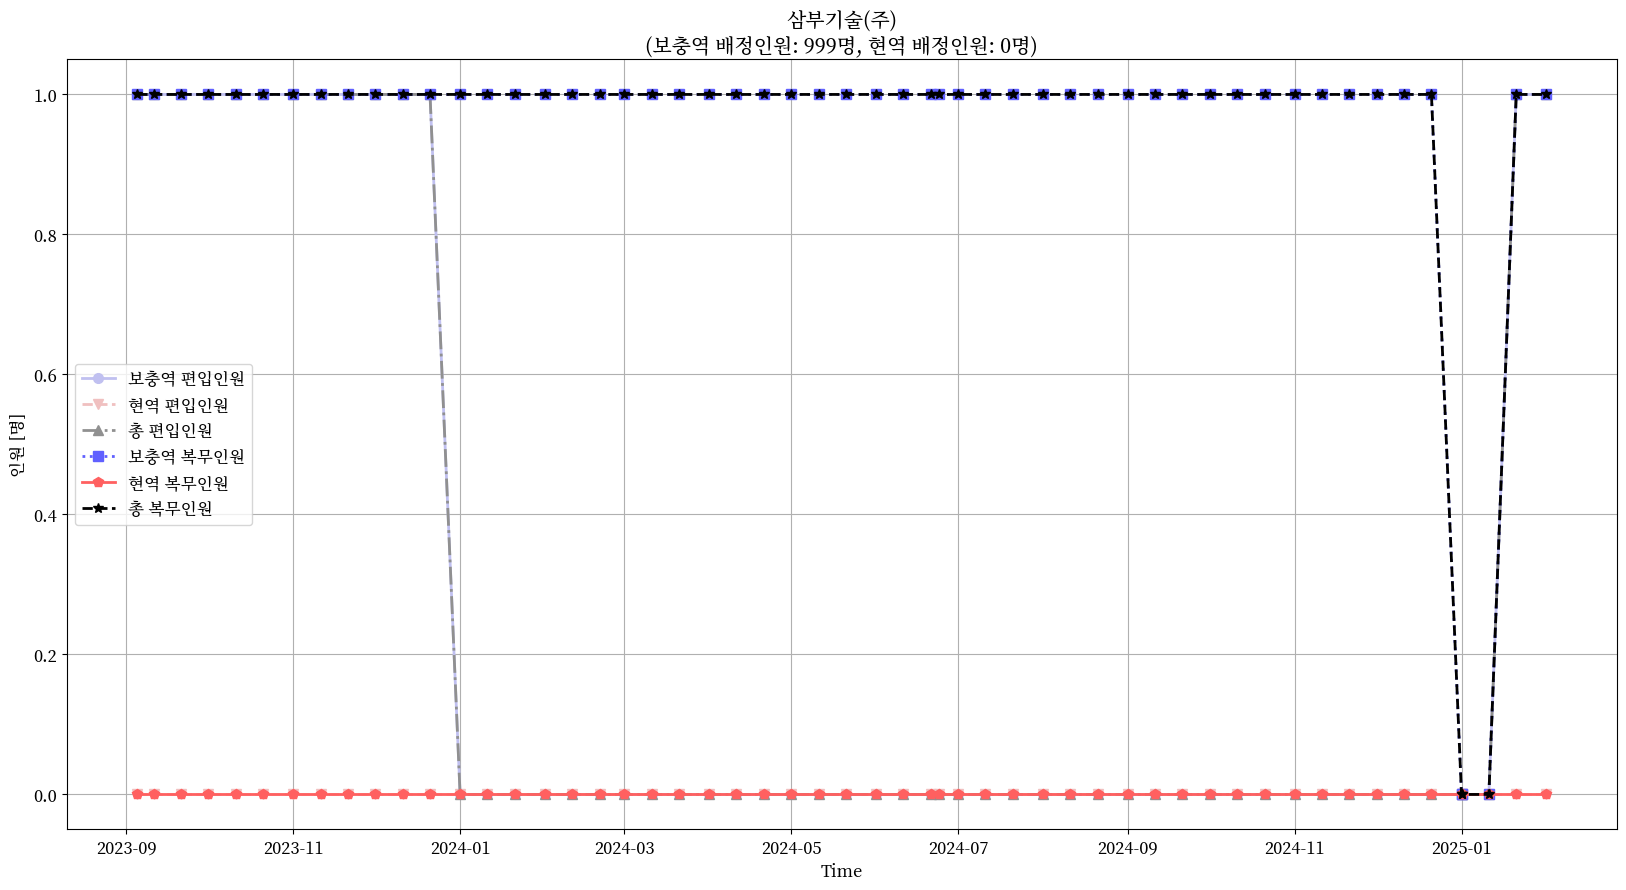 삼부기술(주)
(보충역 배정인원: 999명, 현역 배정인원: 0명)
인원 [명]
1.0
0.8
0.6
0.4
0.2
0.0
보충역 편입인원
현역 편입인원
총 편입인원
보충역 복무인원
현역 복무인원
총 복무인원
2023-09
2023-11
2024-01
2024-03
2024-05
2024-07
2024-09
2024-11
2025-01
Time